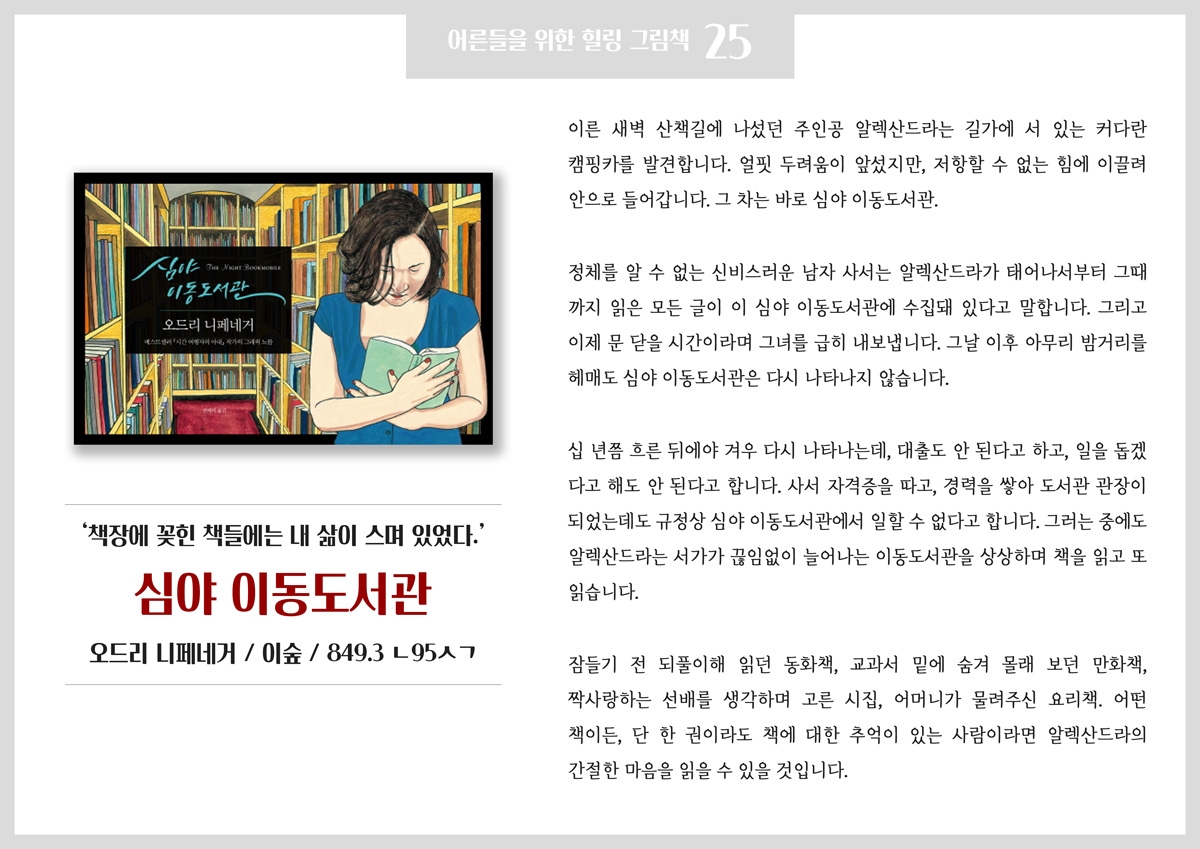 어른들을 위한 힐링 그림책 25
심야 THE NIGHT BOOKMOBILE
이동도서관
오드리 니페네거
베스트셀러 『시간 여행자의 아내』 작가의 그래픽 노블
‘책장에 꽂힌 책들에는 내 삶이 스며 있었다.’
심야 이동도서관
오드리 니페네거 / 이숲 / 849.3 ㄴ95ㅅㄱ
이른 새벽 산책길에 나섰던 주인공 알렉산드라는 길가에 서 있는 커다란
캠핑카를 발견합니다. 얼핏 두려움이 앞섰지만, 저항할 수 없는 힘에 이끌려
안으로 들어갑니다. 그 차는 바로 심야 이동도서관.
정체를 알 수 없는 신비스러운 남자 사서는 알렉산드라가 태어나서부터 그때
까지 읽은 모든 글이 이 심야 이동도서관에 수집돼 있다고 말합니다. 그리고
이제 문 닫을 시간이라며 그녀를 급히 내보냅니다. 그날 이후 아무리 밤거리를
헤매도 심야 이동도서관은 다시 나타나지 않습니다.
십 년쯤 흐른 뒤에야 겨우 다시 나타나는데, 대출도 안 된다고 하고, 일을 돕겠
다고 해도 안 된다고 합니다. 사서 자격증을 따고, 경력을 쌓아 도서관 관장이
되었는데도 규정상 심야 이동도서관에서 일할 수 없다고 합니다. 그러는 중에도
알렉산드라는 서가가 끊임없이 늘어나는 이동도서관을 상상하며 책을 읽고 또
읽습니다.
잠들기 전 되풀이해 읽던 동화책, 교과서 밑에 숨겨 몰래 보던 만화책,
짝사랑하는 선배를 생각하며 고른 시집, 어머니가 물려주신 요리책. 어떤
책이든, 단 한 권이라도 책에 대한 추억이 있는 사람이라면 알렉산드라의
간절한 마음을 읽을 수 있을 것입니다.